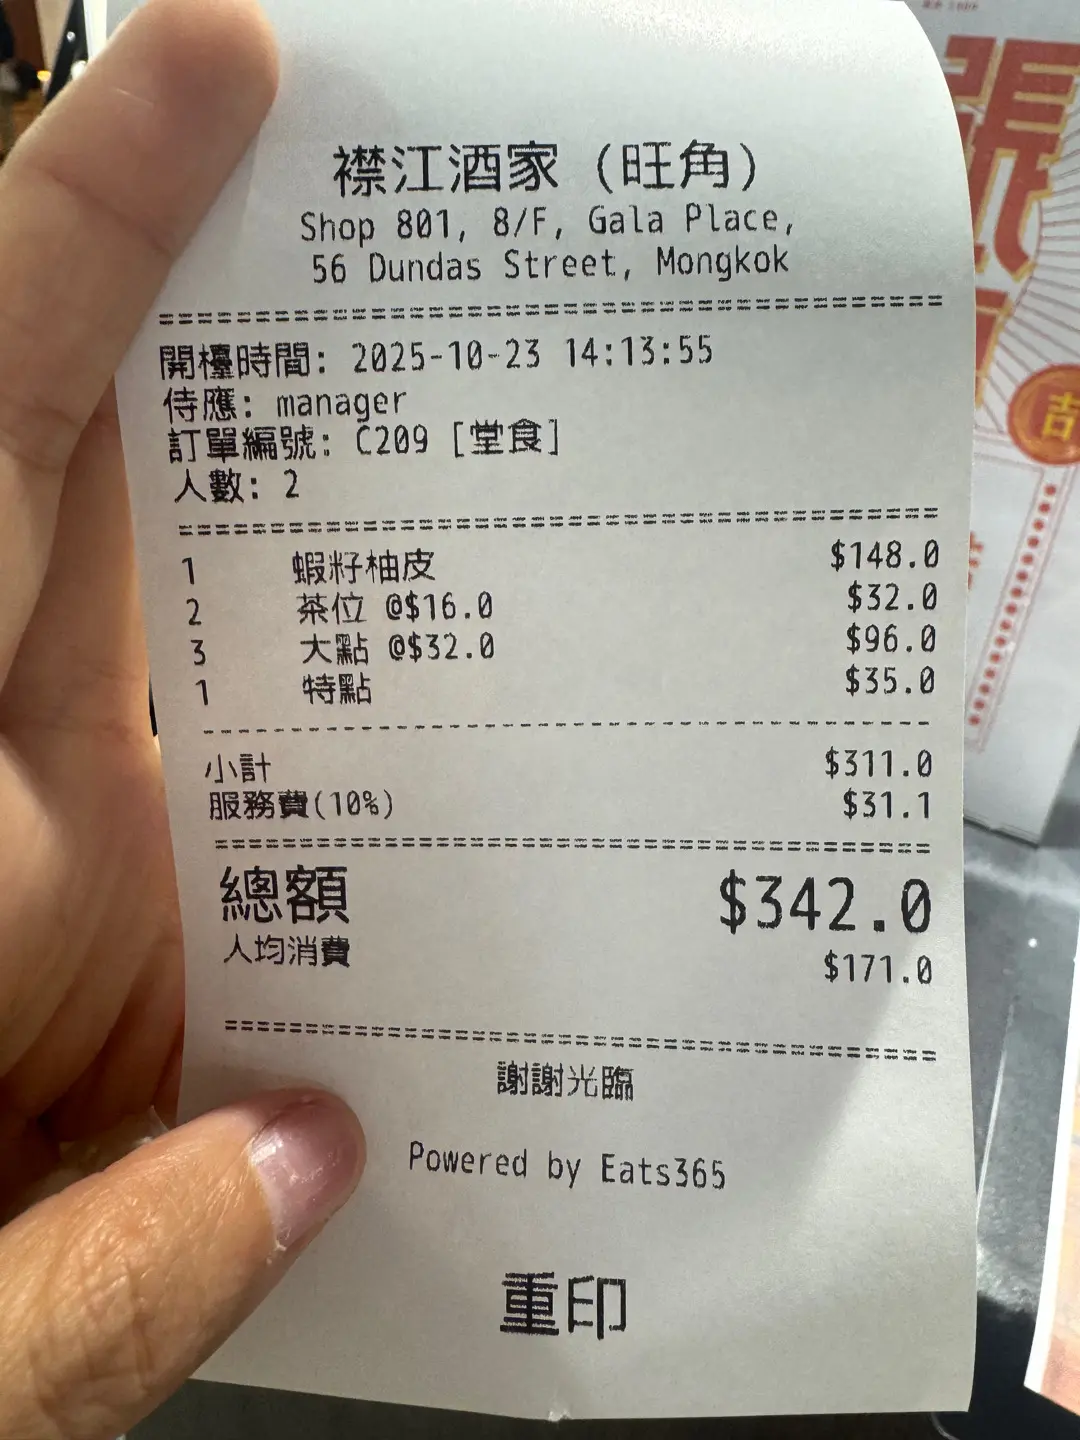 襟江酒家 (旺角)
Shop 801, 8/F, Gala Place,
56 Dundas Street, Mongkok
開檯時間: 2025-10-23 14:13:55
侍應: manager
訂單編號: C209 [堂食]
人數: 2
1 蝦籽柚皮 $148.0
2 茶位 @$16.0 $32.0
3 大點 @$32.0 $96.0
1 特點 $35.0
小計 $311.0
服務費(10%) $31.1
總額 $342.0
人均消費 $171.0
謝謝光臨
Powered by Eats365
重印
吉